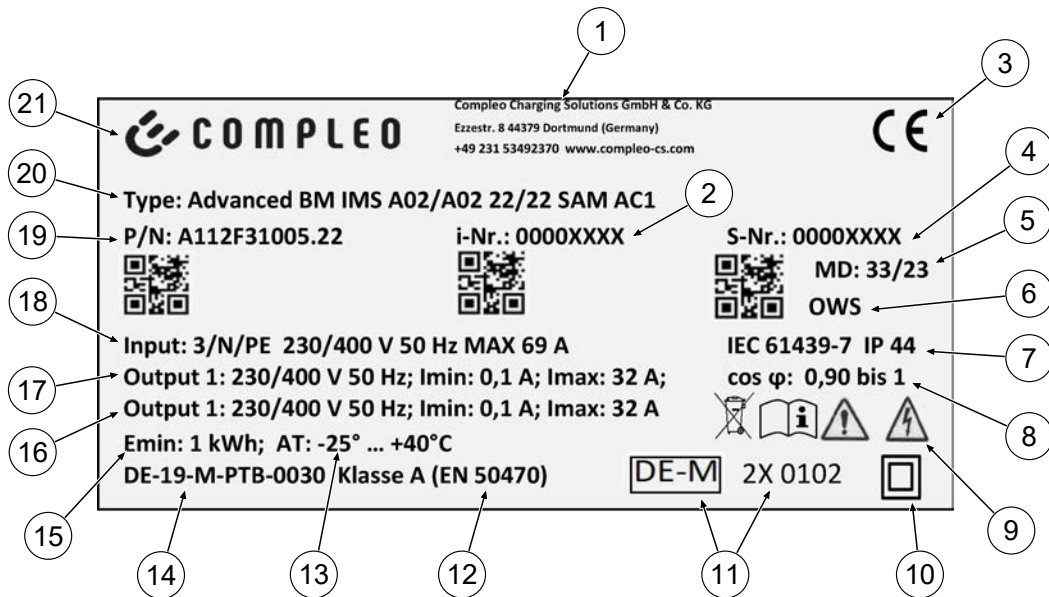 1
3
21
COMPLEO
Compleo Charging Solutions GmbH & Co. KG
Ezzestr. 8 44379 Dortmund (Germany)
+49 231 53492370 www.compleo-cs.com
CE
4
20
Type: Advanced BM IMS A02/A02 22/22 SAM AC1
2
19
P/N: A112F31005.22
i-Nr.: 0000XXXX
S-Nr.: 0000XXXX
5
MD: 33/23
6
OWS
18
Input: 3/N/PE 230/400 V 50 Hz MAX 69 A
IEC 61439-7 IP 44
7
17
Output 1: 230/400 V 50 Hz; Imin: 0,1 A; Imax: 32 A;
cos φ: 0,90 bis 1
16
Output 1: 230/400 V 50 Hz; Imin: 0,1 A; Imax: 32 A
i
8
Emin: 1 kWh; AT: -25° ... +40°C
DE-19-M-PTB-0030 Klasse A (EN 50470)
DE-M
2X 0102
15
9
14
13
12
11
10